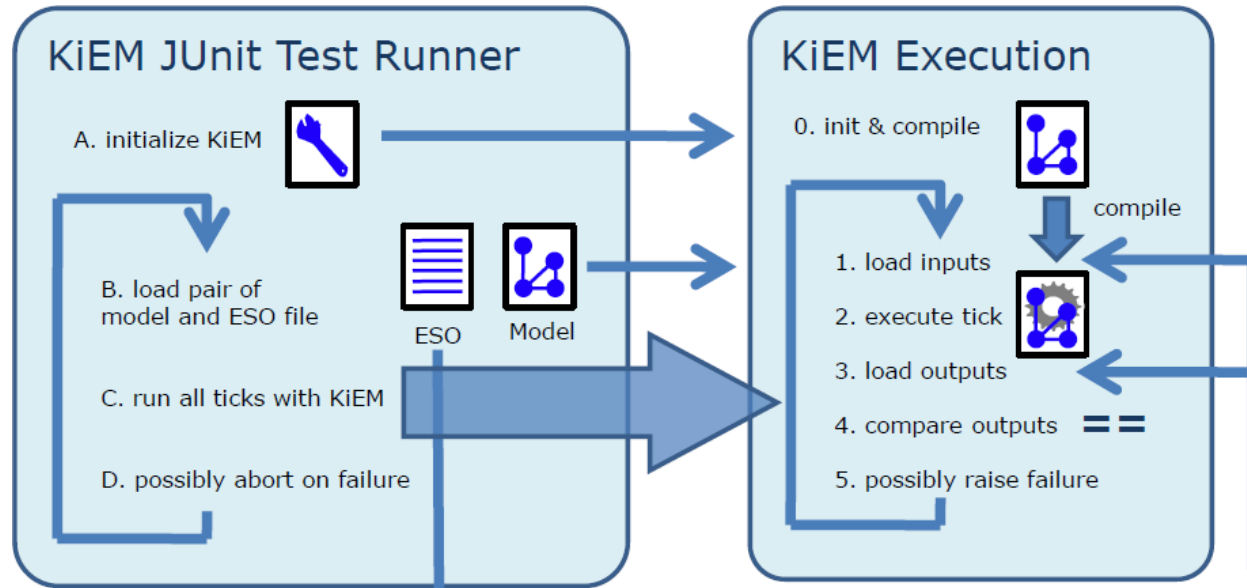 KiEM JUnit Test Runner
A. initialize KiEM
B. load pair of
model and ESO file
ESO
Model
C. run all ticks with KiEM
D. possibly abort on failure
KiEM Execution
0. init & compile
compile
1. load inputs
2. execute tick
3. load outputs
4. compare outputs ==
5. possibly raise failure